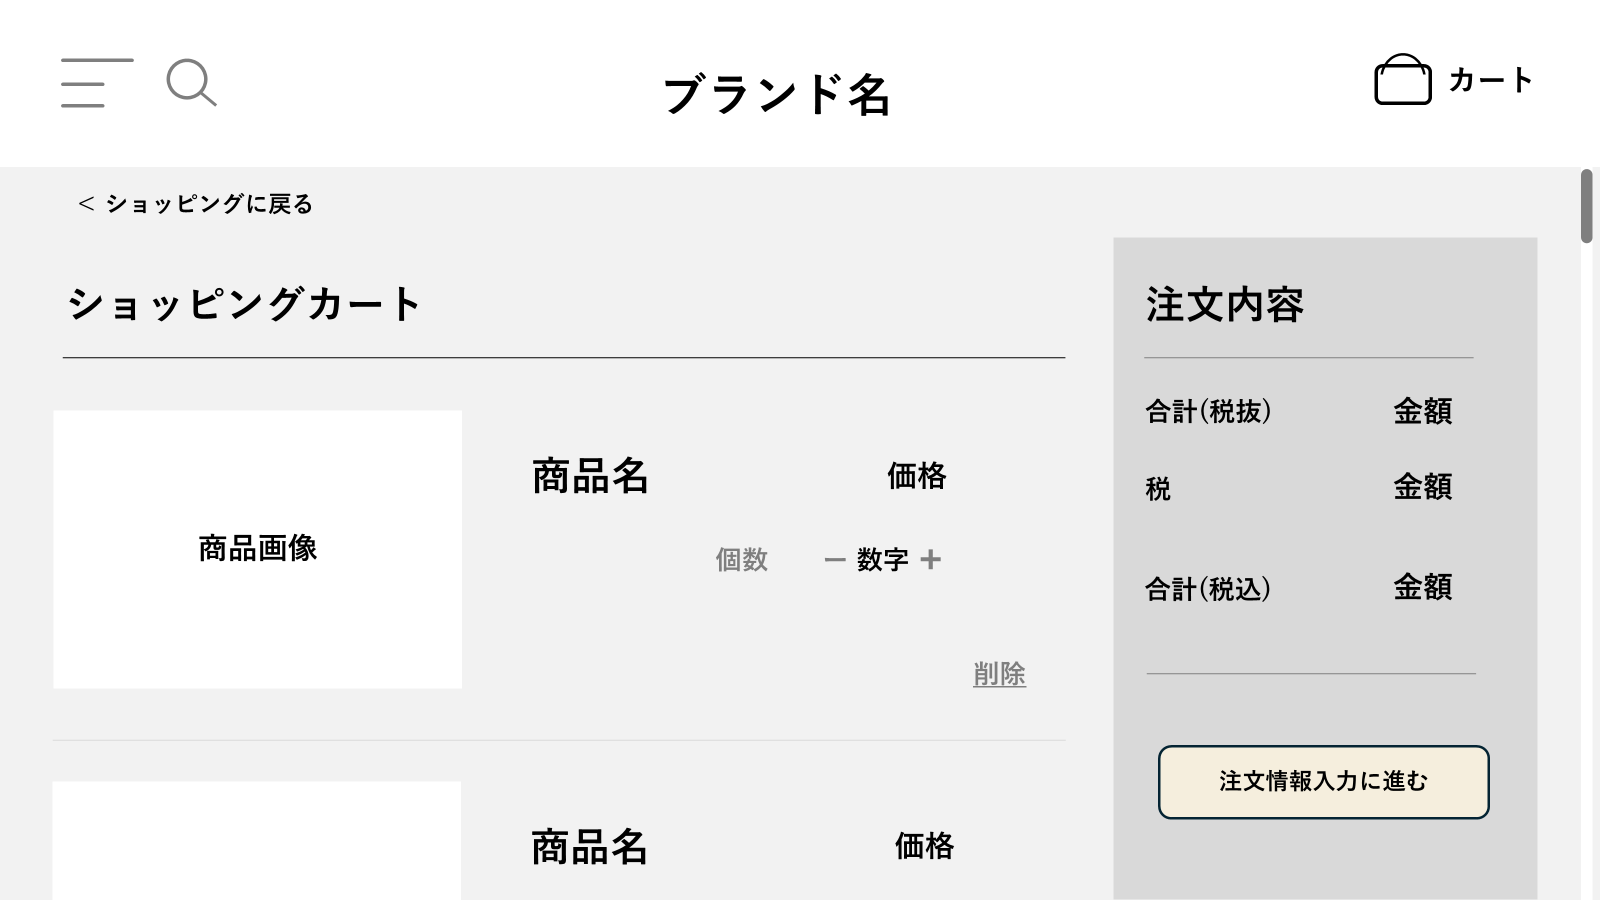 ブランド名
カート
< ショッピングに戻る
ショッピングカート
商品画像
商品名
価格
個数
− 数字 +
削除
商品名
価格
注文内容
合計(税抜) 金額
税 金額
合計(税込) 金額
注文情報入力に進む